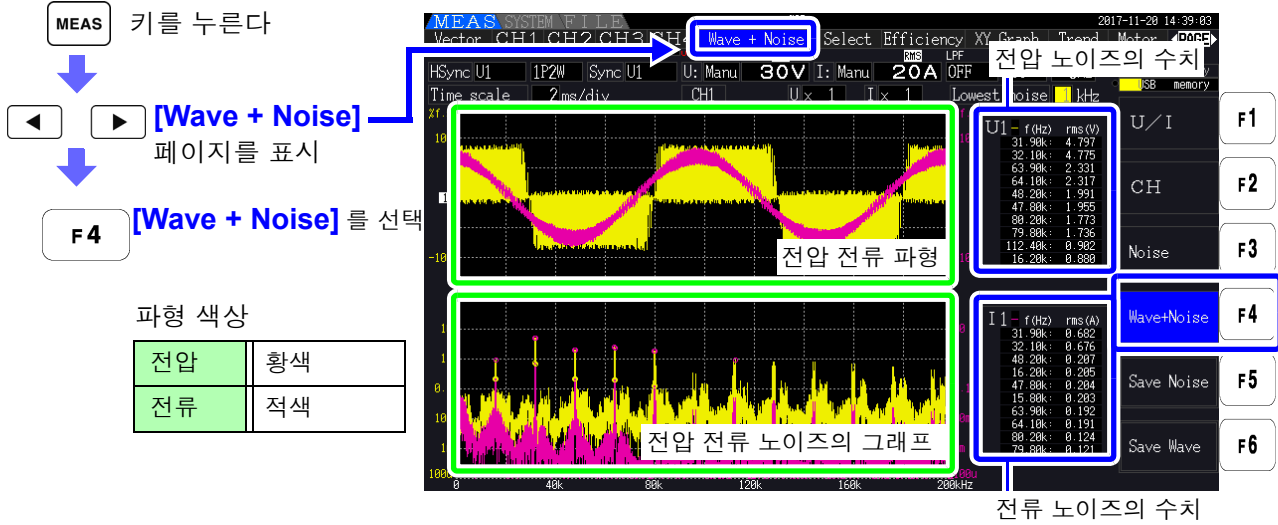 MEAS 키를 누른다
[Wave + Noise]
페이지를 표시
F4 [Wave + Noise] 를 선택
파형 색상
전압 황색
전류 적색
MEAS SYSTEM FILE
2017-11-20 14:39:03
Vector CH1 CH2 CH3 CH4 Wave + Noise Select Efficiency XY Graph Trend Motor PAGE
전압 노이즈의 수치
HSync U1 1P2W Sync U1 U: Manu 30V I: Manu RMS 20A LPF OFF
USB memory
Time scale 2 ms/div CH1 U x 1 I x 1 Lowest noise 1 kHz
U1 - f(Hz) rms(V)
31.90k: 4.797
32.10k: 4.775
63.90k: 2.331
64.10k: 2.317
48.20k: 1.991
47.80k: 1.955
80.20k: 1.773
79.80k: 1.736
112.40k: 0.902
16.20k: 0.880
전압 전류 파형
I1 - f(Hz) rms(A)
31.90k: 0.682
32.10k: 0.676
48.20k: 0.207
16.20k: 0.205
47.80k: 0.204
15.80k: 0.203
63.90k: 0.192
64.10k: 0.191
80.20k: 0.124
79.80k: 0.121
전압 전류 노이즈의 그래프
0 40k 80k 120k 160k 200kHz
전류 노이즈의 수치
U/I F1
CH F2
Noise F3
Wave+Noise F4
Save Noise F5
Save Wave F6